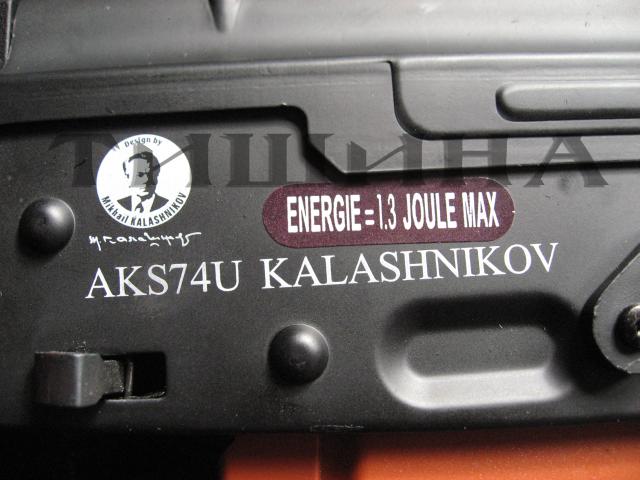 ТИШИНА
Design by
Mikhail KALASHNIKOV
ENERGIE = 1.3 JOULE MAX
AKS74U KALASHNIKOV